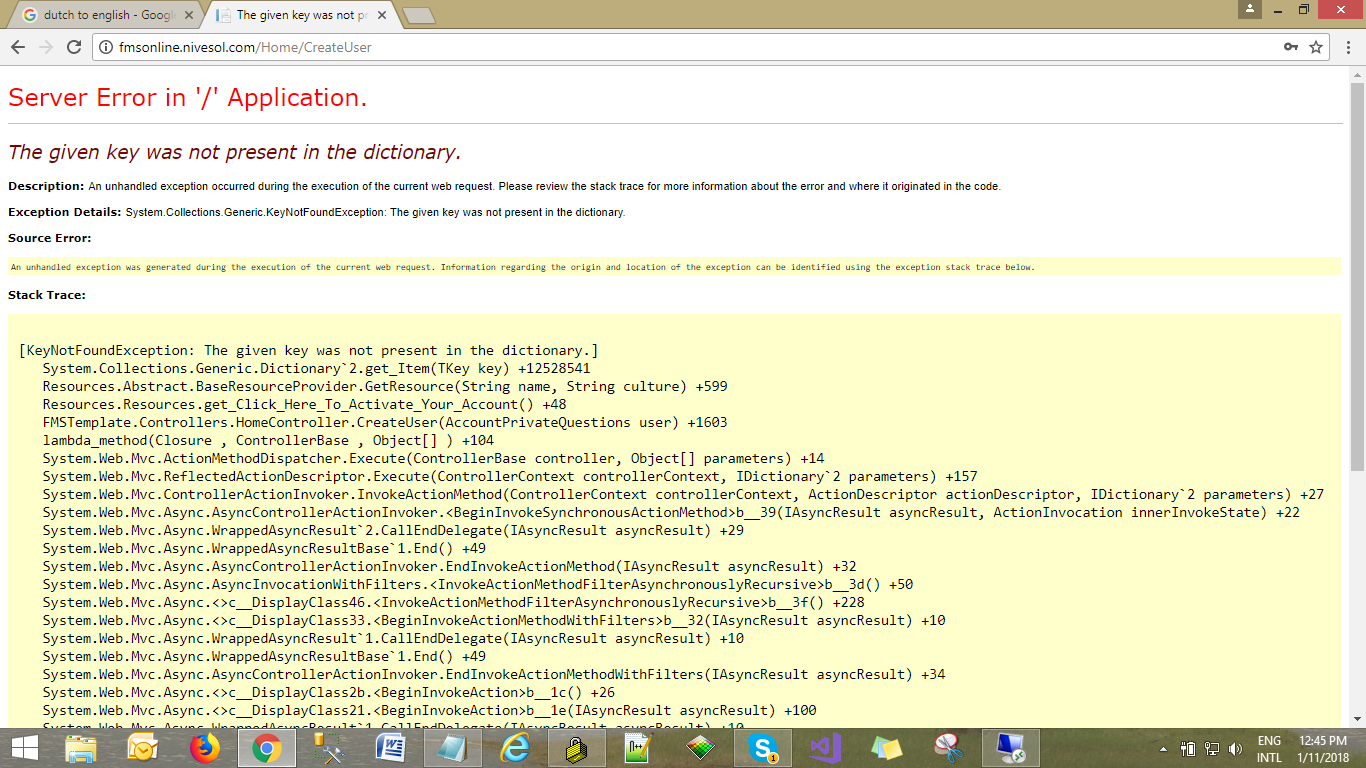 dutch to english - Googl
The given key was not pr
fmsonline.nivesol.com/Home/CreateUser
Server Error in '/' Application.
The given key was not present in the dictionary.
Description: An unhandled exception occurred during the execution of the current web request. Please review the stack trace for more information about the error and where it originated in the code.
Exception Details: System.Collections.Generic.KeyNotFoundException: The given key was not present in the dictionary.
Source Error:
An unhandled exception was generated during the execution of the current web request. Information regarding the origin and location of the exception can be identified using the exception stack trace below.
Stack Trace:
[KeyNotFoundException: The given key was not present in the dictionary.]
System.Collections.Generic.Dictionary`2.get_Item(TKey key) +12528541
Resources.Abstract.BaseResourceProvider.GetResource(String name, String culture) +599
Resources.Resources.get_Click_Here_To_Activate_Your_Account() +48
FMSTemplate.Controllers.HomeController.CreateUser(AccountPrivateQuestions user) +1603
lambda_method(Closure , ControllerBase , Object[] ) +104
System.Web.Mvc.ActionMethodDispatcher.Execute(ControllerBase controller, Object[] parameters) +14
System.Web.Mvc.ReflectedActionDescriptor.Execute(ControllerContext controllerContext, IDictionary`2 parameters) +157
System.Web.Mvc.ControllerActionInvoker.InvokeActionMethod(ControllerContext controllerContext, ActionDescriptor actionDescriptor, IDictionary`2 parameters) +27
System.Web.Mvc.Async.AsyncControllerActionInvoker.<BeginInvokeSynchronousActionMethod>b__39(IAsyncResult asyncResult, ActionInvocation innerInvokeState) +22
System.Web.Mvc.Async.WrappedAsyncResult`2.CallEndDelegate(IAsyncResult asyncResult) +29
System.Web.Mvc.Async.WrappedAsyncResultBase`1.End() +49
System.Web.Mvc.Async.AsyncControllerActionInvoker.EndInvokeActionMethod(IAsyncResult asyncResult) +32
System.Web.Mvc.Async.AsyncInvocationWithFilters.<InvokeActionMethodFilterAsynchronouslyRecursive>b__3d() +50
System.Web.Mvc.Async.<>c__DisplayClass46.<InvokeActionMethodFilterAsynchronouslyRecursive>b__3f() +228
System.Web.Mvc.Async.<>c__DisplayClass33.<BeginInvokeActionMethodWithFilters>b__32(IAsyncResult asyncResult) +10
System.Web.Mvc.Async.WrappedAsyncResult`1.CallEndDelegate(IAsyncResult asyncResult) +10
System.Web.Mvc.Async.WrappedAsyncResultBase`1.End() +49
System.Web.Mvc.Async.AsyncControllerActionInvoker.EndInvokeActionMethodWithFilters(IAsyncResult asyncResult) +34
System.Web.Mvc.Async.<>c__DisplayClass2b.<BeginInvokeAction>b__1c() +26
System.Web.Mvc.Async.<>c__DisplayClass21.<BeginInvokeAction>b__1e(IAsyncResult asyncResult) +100
System.Web.Mvc.Async.WrappedAsyncResult`1.CallEndDelegate(IAsyncResult asyncResult) +10
ENG 12:45 PM
INTL 1/11/2018